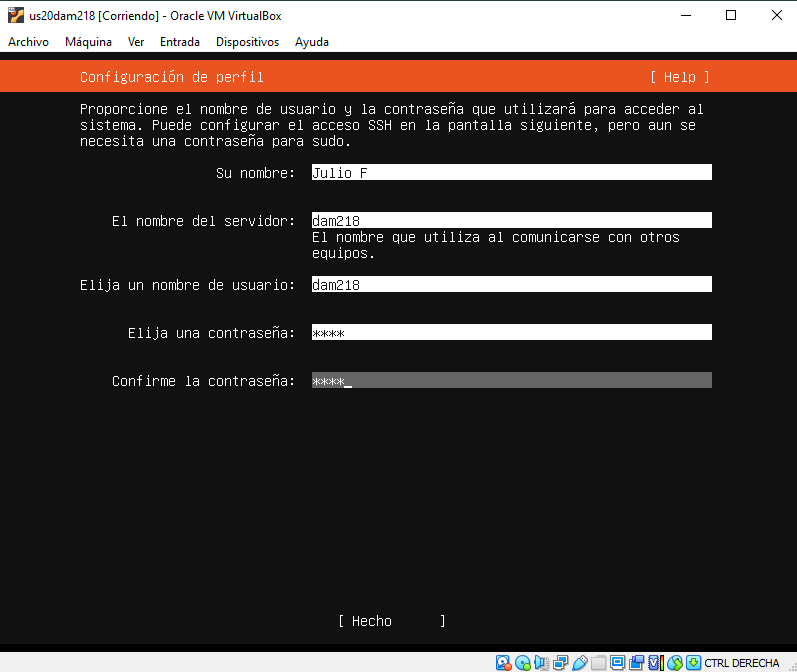 us20dam218 [Corriendo] - Oracle VM VirtualBox
Archivo Máquina Ver Entrada Dispositivos Ayuda
Configuración de perfil [ Help ]
Proporcione el nombre de usuario y la contraseña que utilizará para acceder al
sistema. Puede configurar el acceso SSH en la pantalla siguiente, pero aun se
necesita una contraseña para sudo.
Su nombre: Julio F
El nombre del servidor: dam218
El nombre que utiliza al comunicarse con otros
equipos.
Elija un nombre de usuario: dam218
Elija una contraseña: ****
Confirme la contraseña: ****_
[ Hecho ]
CTRL DERECHA